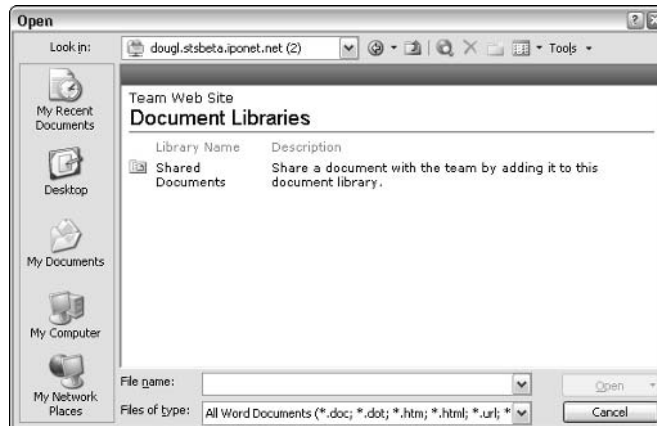 Open
Look in:
dougl.stsbeta.iponet.net (2)
Tools
My Recent
Documents
Desktop
My Documents
My Computer
My Network
Places
Team Web Site
Document Libraries
Library Name Description
Shared
Documents
Share a document with the team by adding it to this
document library.
File name:
Files of type:
All Word Documents (*.doc; *.dot; *.htm; *.html; *.url; *
Open
Cancel